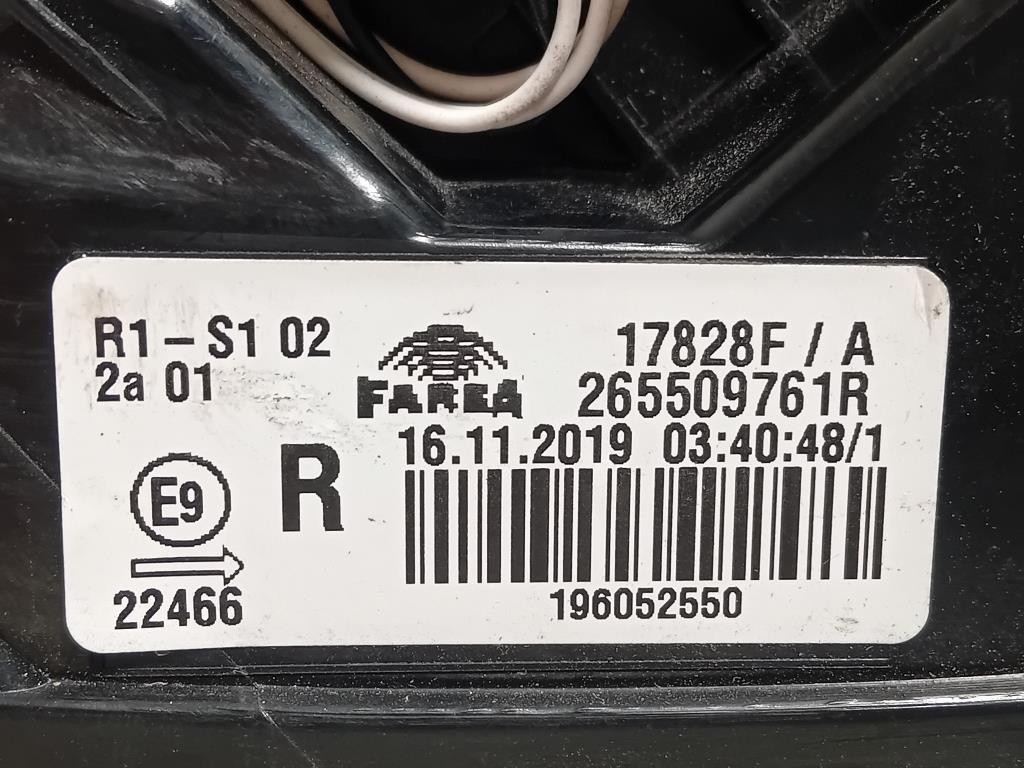 R1 – S1 02
2a 01
FAREA
17828F / A
265509761R
16.11.2019 03:40:48/1
E9
R
22466
196052550